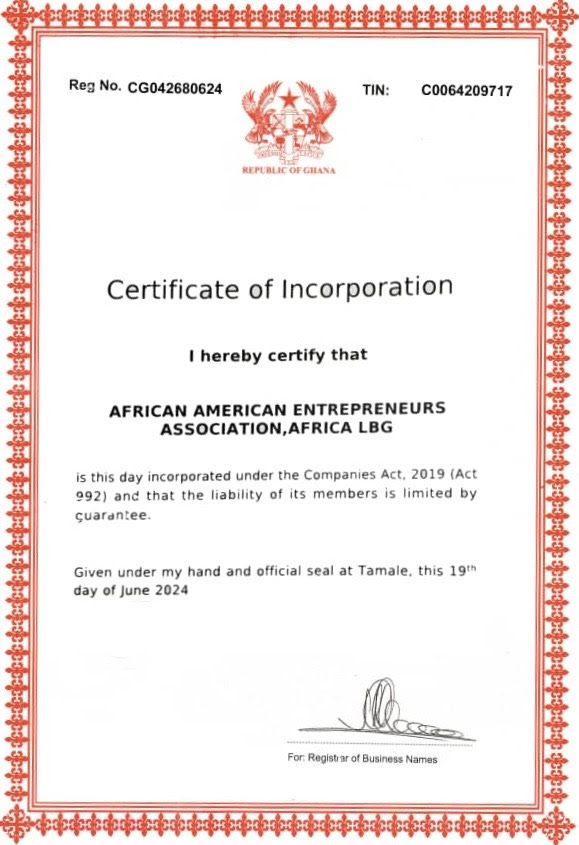 Reg No. CG042680624
TIN: C0064209717
REPUBLIC OF GHANA
Certificate of Incorporation
I hereby certify that
AFRICAN AMERICAN ENTREPRENEURS
ASSOCIATION,AFRICA LBG
is this day incorporated under the Companies Act, 2019 (Act
992) and that the liability of its members is limited by
guarantee.
Given under my hand and official seal at Tamale, this 19th
day of June 2024
For: Registrar of Business Names